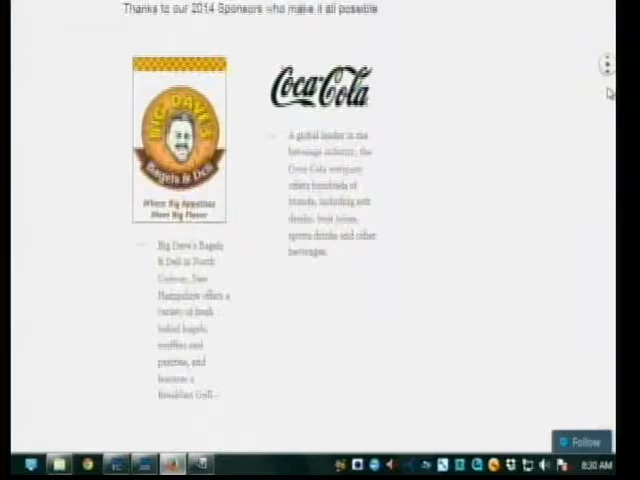 Thanks to our 2014 Sponsors who make it all possible
BIG DAVE'S
Bagels & Deli
Where Big Appetites
Meet Big Flavor
Coca-Cola
A global leader in the
beverage industry, the
Coca-Cola company
offers hundreds of
brands, including soft
drinks, fruit juices,
sports drinks and other
beverages.
Big Dave's Bagels
& Deli in North
Conway, New
Hampshire offers a
variety of fresh
baked bagels,
muffins and
pastries, and
features a
Breakfast Grill –
Follow
8:30 AM